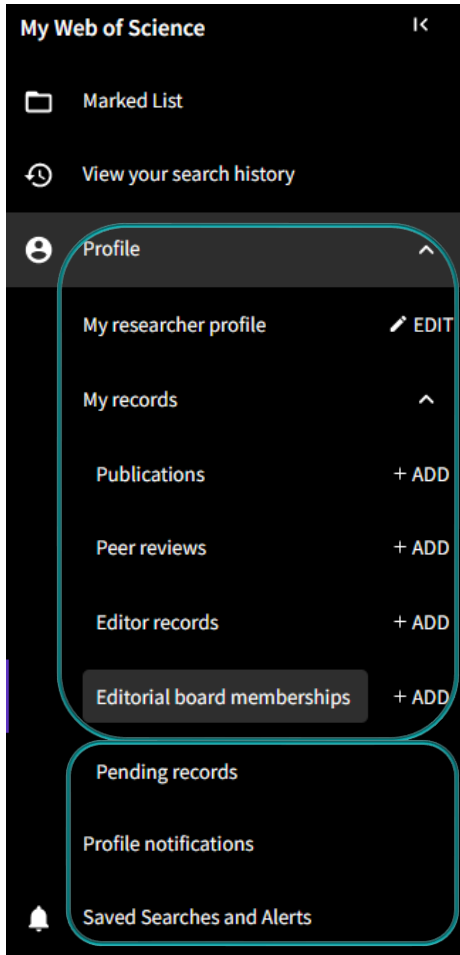 My Web of Science
Marked List
View your search history
Profile
My researcher profile EDIT
My records
Publications + ADD
Peer reviews + ADD
Editor records + ADD
Editorial board memberships + ADD
Pending records
Profile notifications
Saved Searches and Alerts